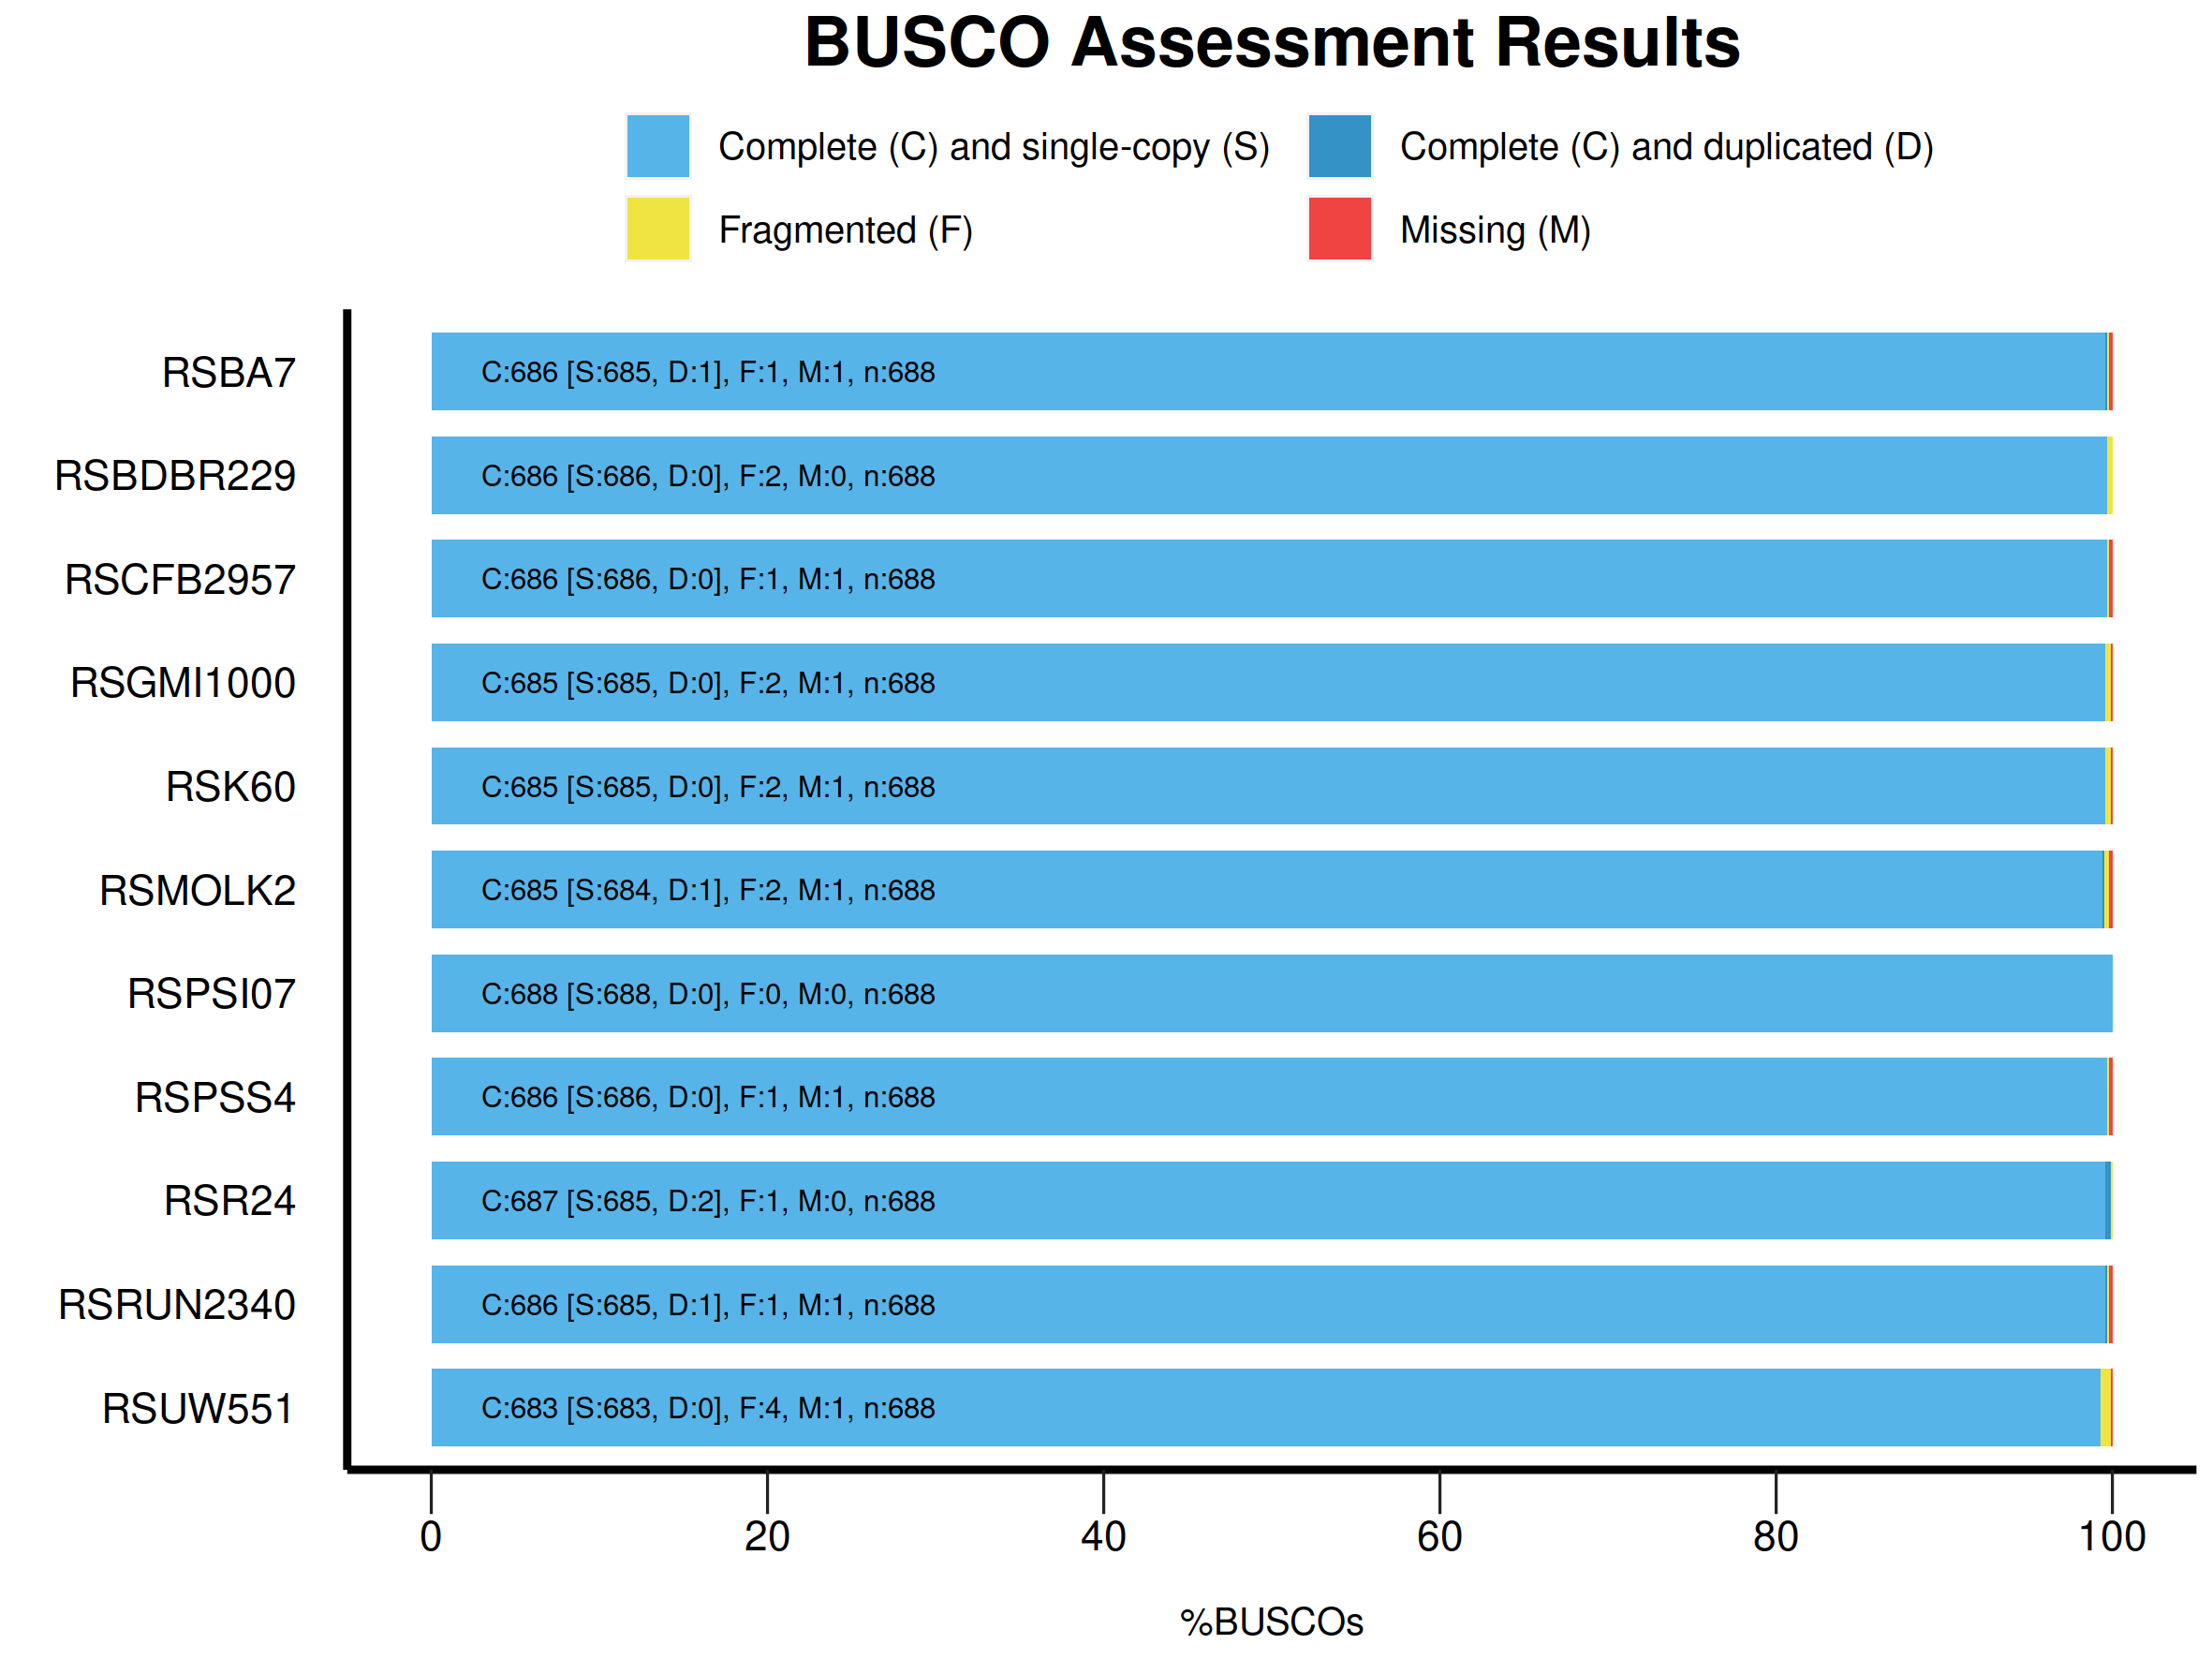 BUSCO Assessment Results
Complete (C) and single-copy (S) Complete (C) and duplicated (D)
Fragmented (F) Missing (M)
RSBA7 C:686 [S:685, D:1], F:1, M:1, n:688
RSBDBR229 C:686 [S:686, D:0], F:2, M:0, n:688
RSCFB2957 C:686 [S:686, D:0], F:1, M:1, n:688
RSGMI1000 C:685 [S:685, D:0], F:2, M:1, n:688
RSK60 C:685 [S:685, D:0], F:2, M:1, n:688
RSMOLK2 C:685 [S:684, D:1], F:2, M:1, n:688
RSPSI07 C:688 [S:688, D:0], F:0, M:0, n:688
RSPSS4 C:686 [S:686, D:0], F:1, M:1, n:688
RSR24 C:687 [S:685, D:2], F:1, M:0, n:688
RSRUN2340 C:686 [S:685, D:1], F:1, M:1, n:688
RSUW551 C:683 [S:683, D:0], F:4, M:1, n:688
0 20 40 60 80 100
%BUSCOs